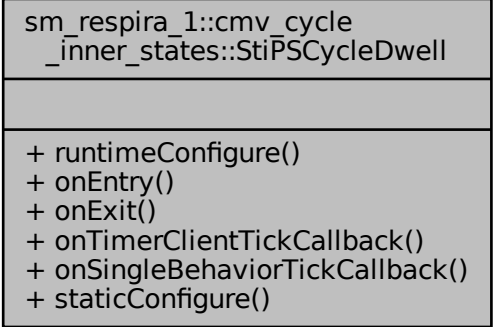 sm_respira_1::cmv_cycle
_inner_states::StiPSCycleDwell
+ runtimeConfigure()
+ onEntry()
+ onExit()
+ onTimerClientTickCallback()
+ onSingleBehaviorTickCallback()
+ staticConfigure()